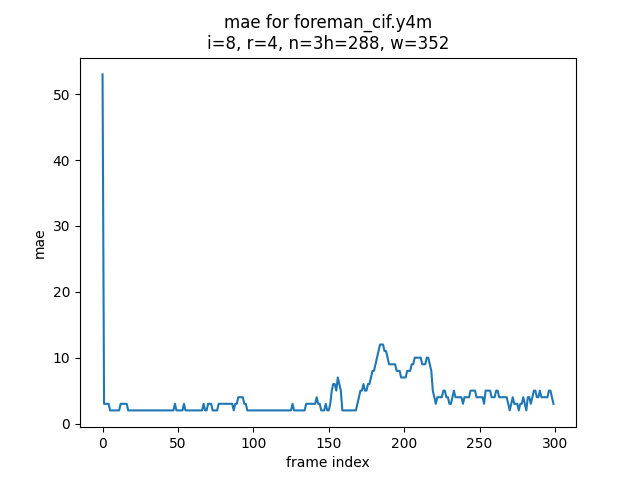 mae for foreman_cif.y4m
i=8, r=4, n=3h=288, w=352
mae
50
40
30
20
10
0
0 50 100 150 200 250 300
frame index